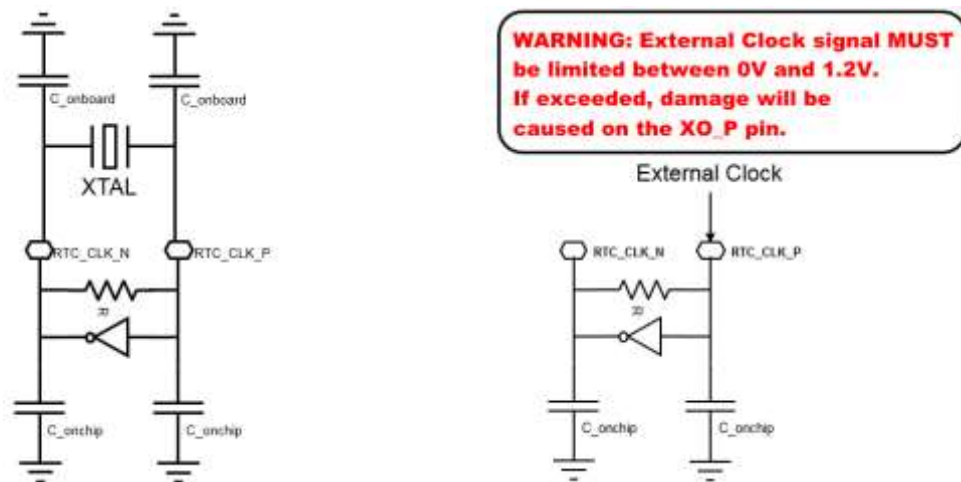 C_onboard
C_onboard
XTAL
RTC_CLK_N
RTC_CLK_P
R
C_onchip
C_onchip
WARNING: External Clock signal MUST
be limited between 0V and 1.2V.
If exceeded, damage will be
caused on the XO_P pin.
External Clock
RTC_CLK_N
RTC_CLK_P
R
C_onchip
C_onchip